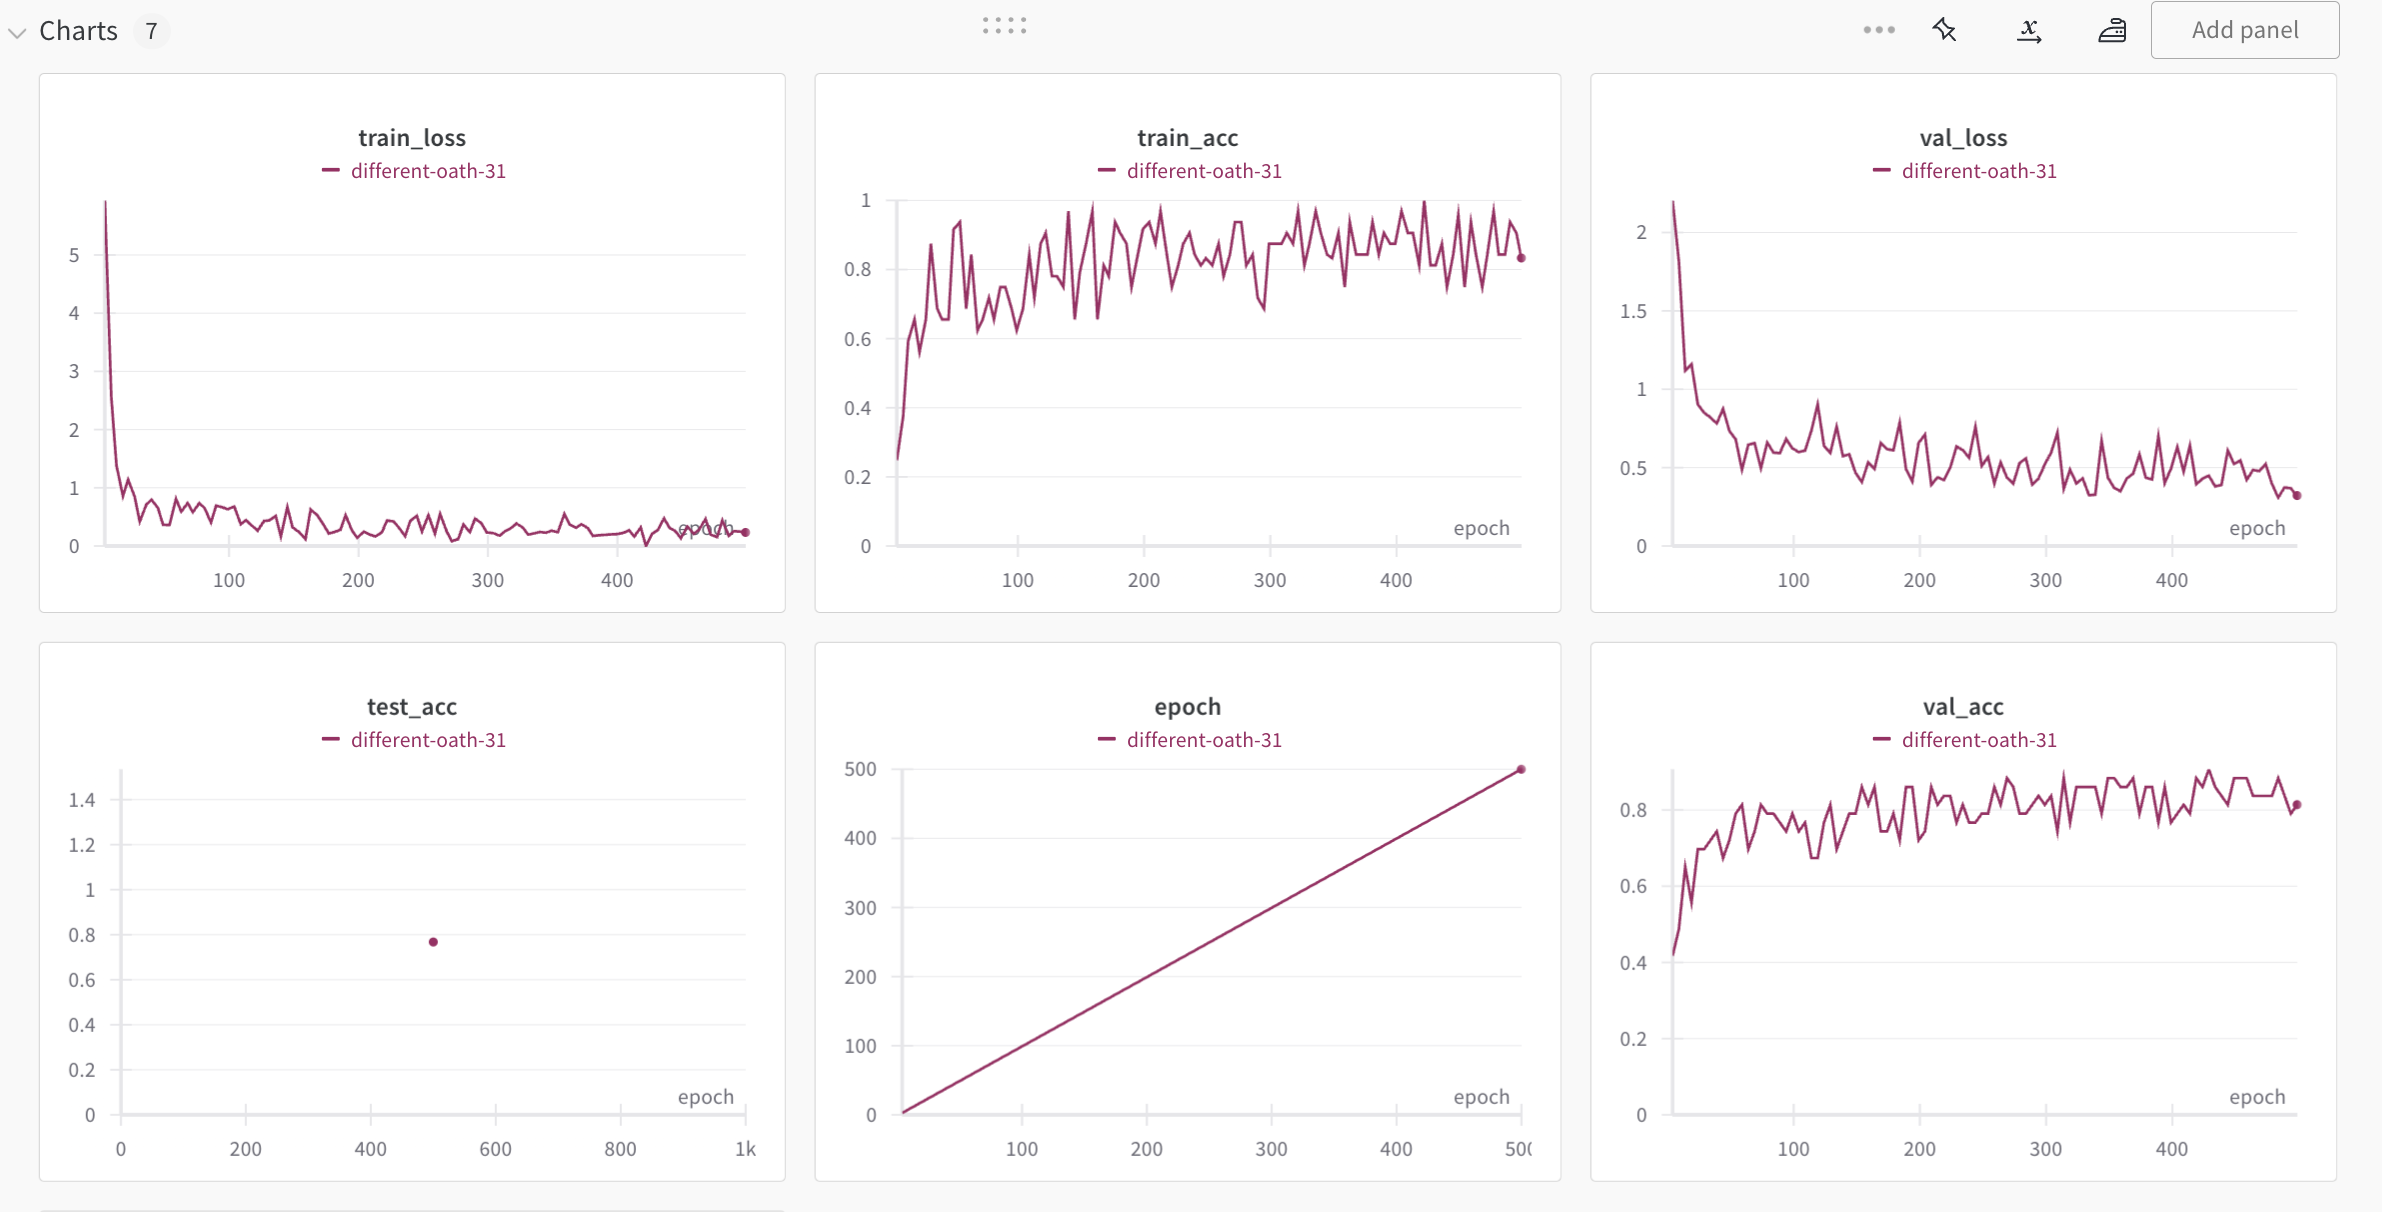 Charts 7
Add panel
train_loss
different-oath-31
5
4
3
2
1
0
epoch
100 200 300 400
train_acc
different-oath-31
1
0.8
0.6
0.4
0.2
0
epoch
100 200 300 400
val_loss
different-oath-31
2
1.5
1
0.5
0
epoch
100 200 300 400
test_acc
different-oath-31
1.4
1.2
1
0.8
0.6
0.4
0.2
0
epoch
0 200 400 600 800 1k
epoch
different-oath-31
500
400
300
200
100
0
epoch
100 200 300 400
val_acc
different-oath-31
0.8
0.6
0.4
0.2
0
epoch
100 200 300 400